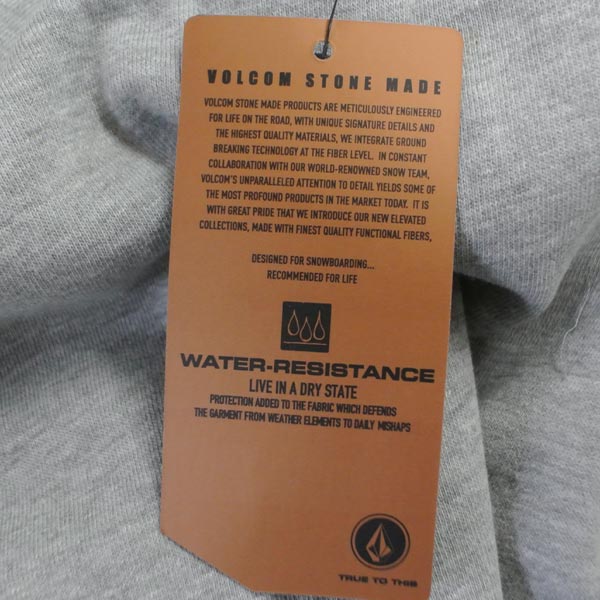 VOLCOM STONE MADE
VOLCOM STONE MADE PRODUCTS ARE METICULOUSLY ENGINEERED
FOR LIFE ON THE ROAD, WITH UNIQUE SIGNATURE DETAILS AND
THE HIGHEST QUALITY MATERIALS, WE INTEGRATE GROUND
BREAKING TECHNOLOGY AT THE FIBER LEVEL. IN CONSTANT
COLLABORATION WITH OUR WORLD-RENOWNED SNOW TEAM,
VOLCOM'S UNPARALLELED ATTENTION TO DETAIL YIELDS SOME OF
THE MOST PROFOUND PRODUCTS IN THE MARKET TODAY. IT IS
WITH GREAT PRIDE THAT WE INTRODUCE OUR NEW ELEVATED
COLLECTIONS, MADE WITH FINEST QUALITY FUNCTIONAL FIBERS,
DESIGNED FOR SNOWBOARDING...
RECOMMENDED FOR LIFE
WATER-RESISTANCE
LIVE IN A DRY STATE
PROTECTION ADDED TO THE FABRIC WHICH DEFENDS
THE GARMENT FROM WEATHER ELEMENTS TO DAILY MISHAPS
TRUE TO THIS